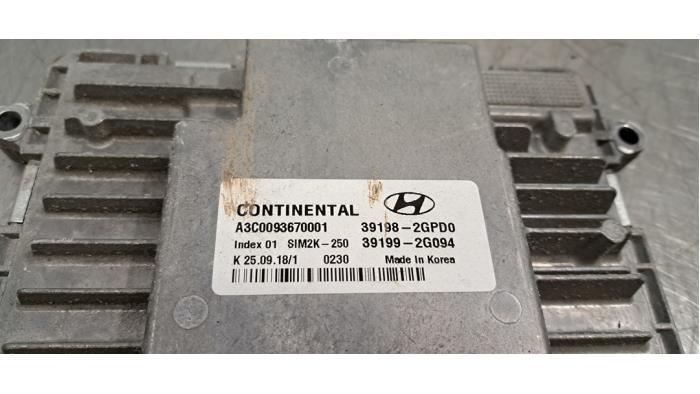 CONTINENTAL
A3C0093670001 39198-2GPD0
Index 01 SIM2K-250 39199-2G094
K 25.09.18/1 0230 Made In Korea